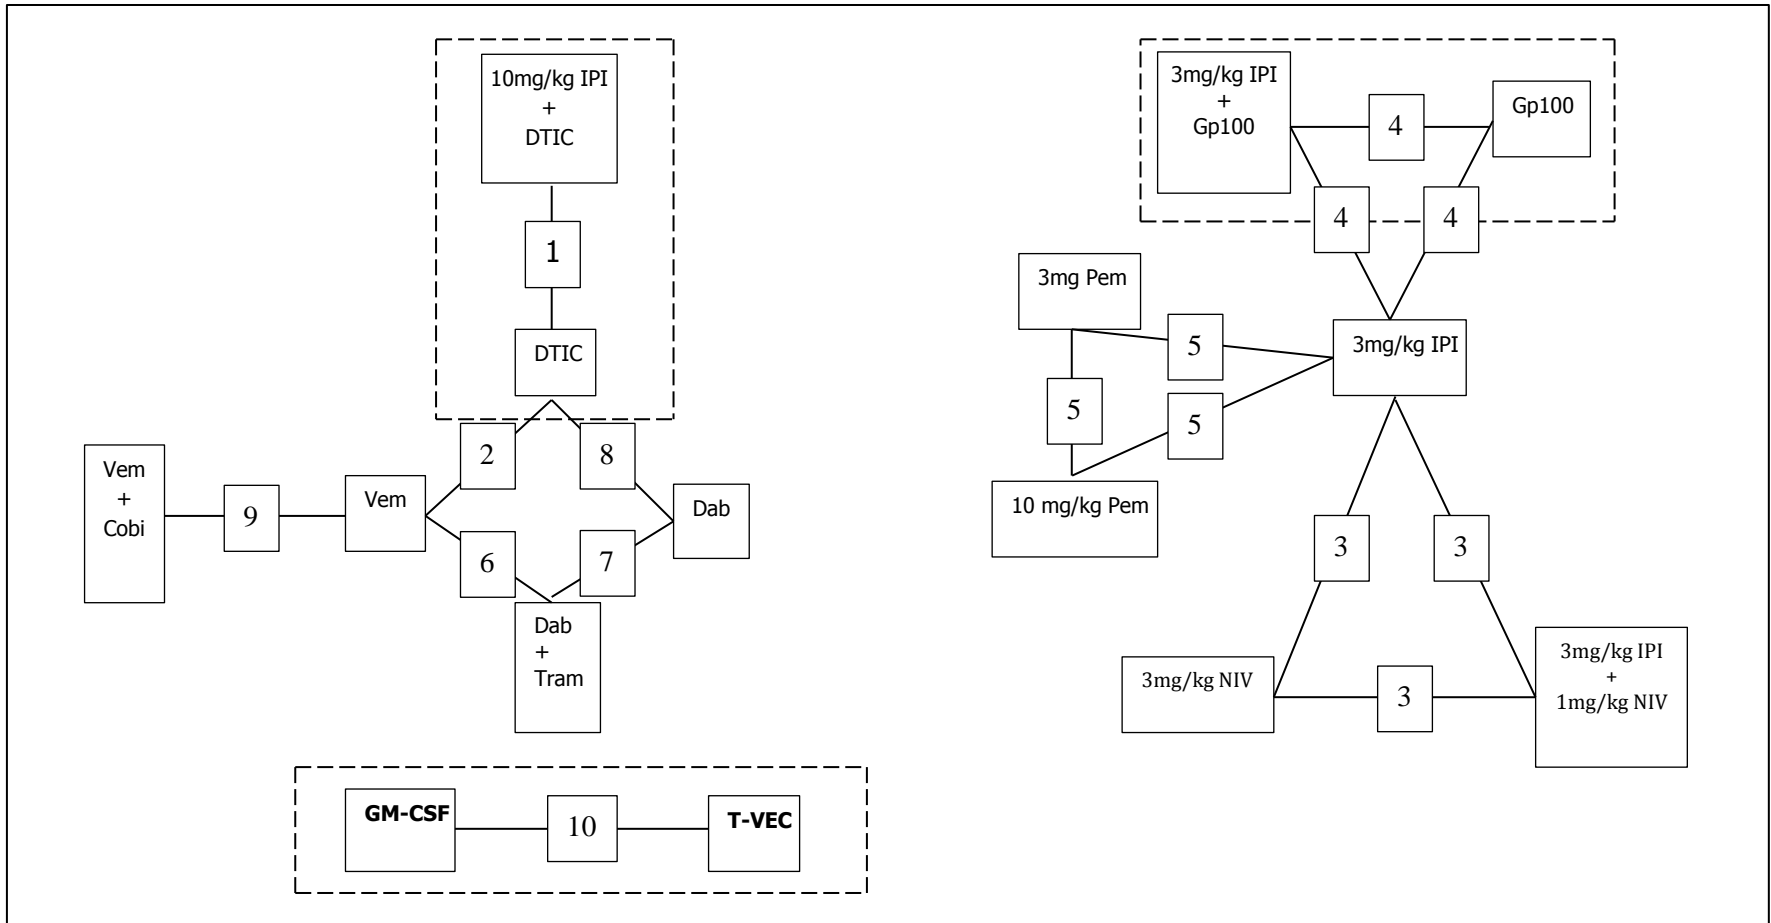 10mg/kg IPI
+
DTIC
1
DTIC
2
8
Vem
+
Cobi
9
Vem
Dab
6
7
Dab
+
Tram
GM-CSF
10
T-VEC
3mg/kg IPI
+
Gp100
4
Gp100
4
4
3mg Pem
5
3mg/kg IPI
5
5
10 mg/kg Pem
3
3
3mg/kg NIV
3
3mg/kg IPI
+
1mg/kg NIV